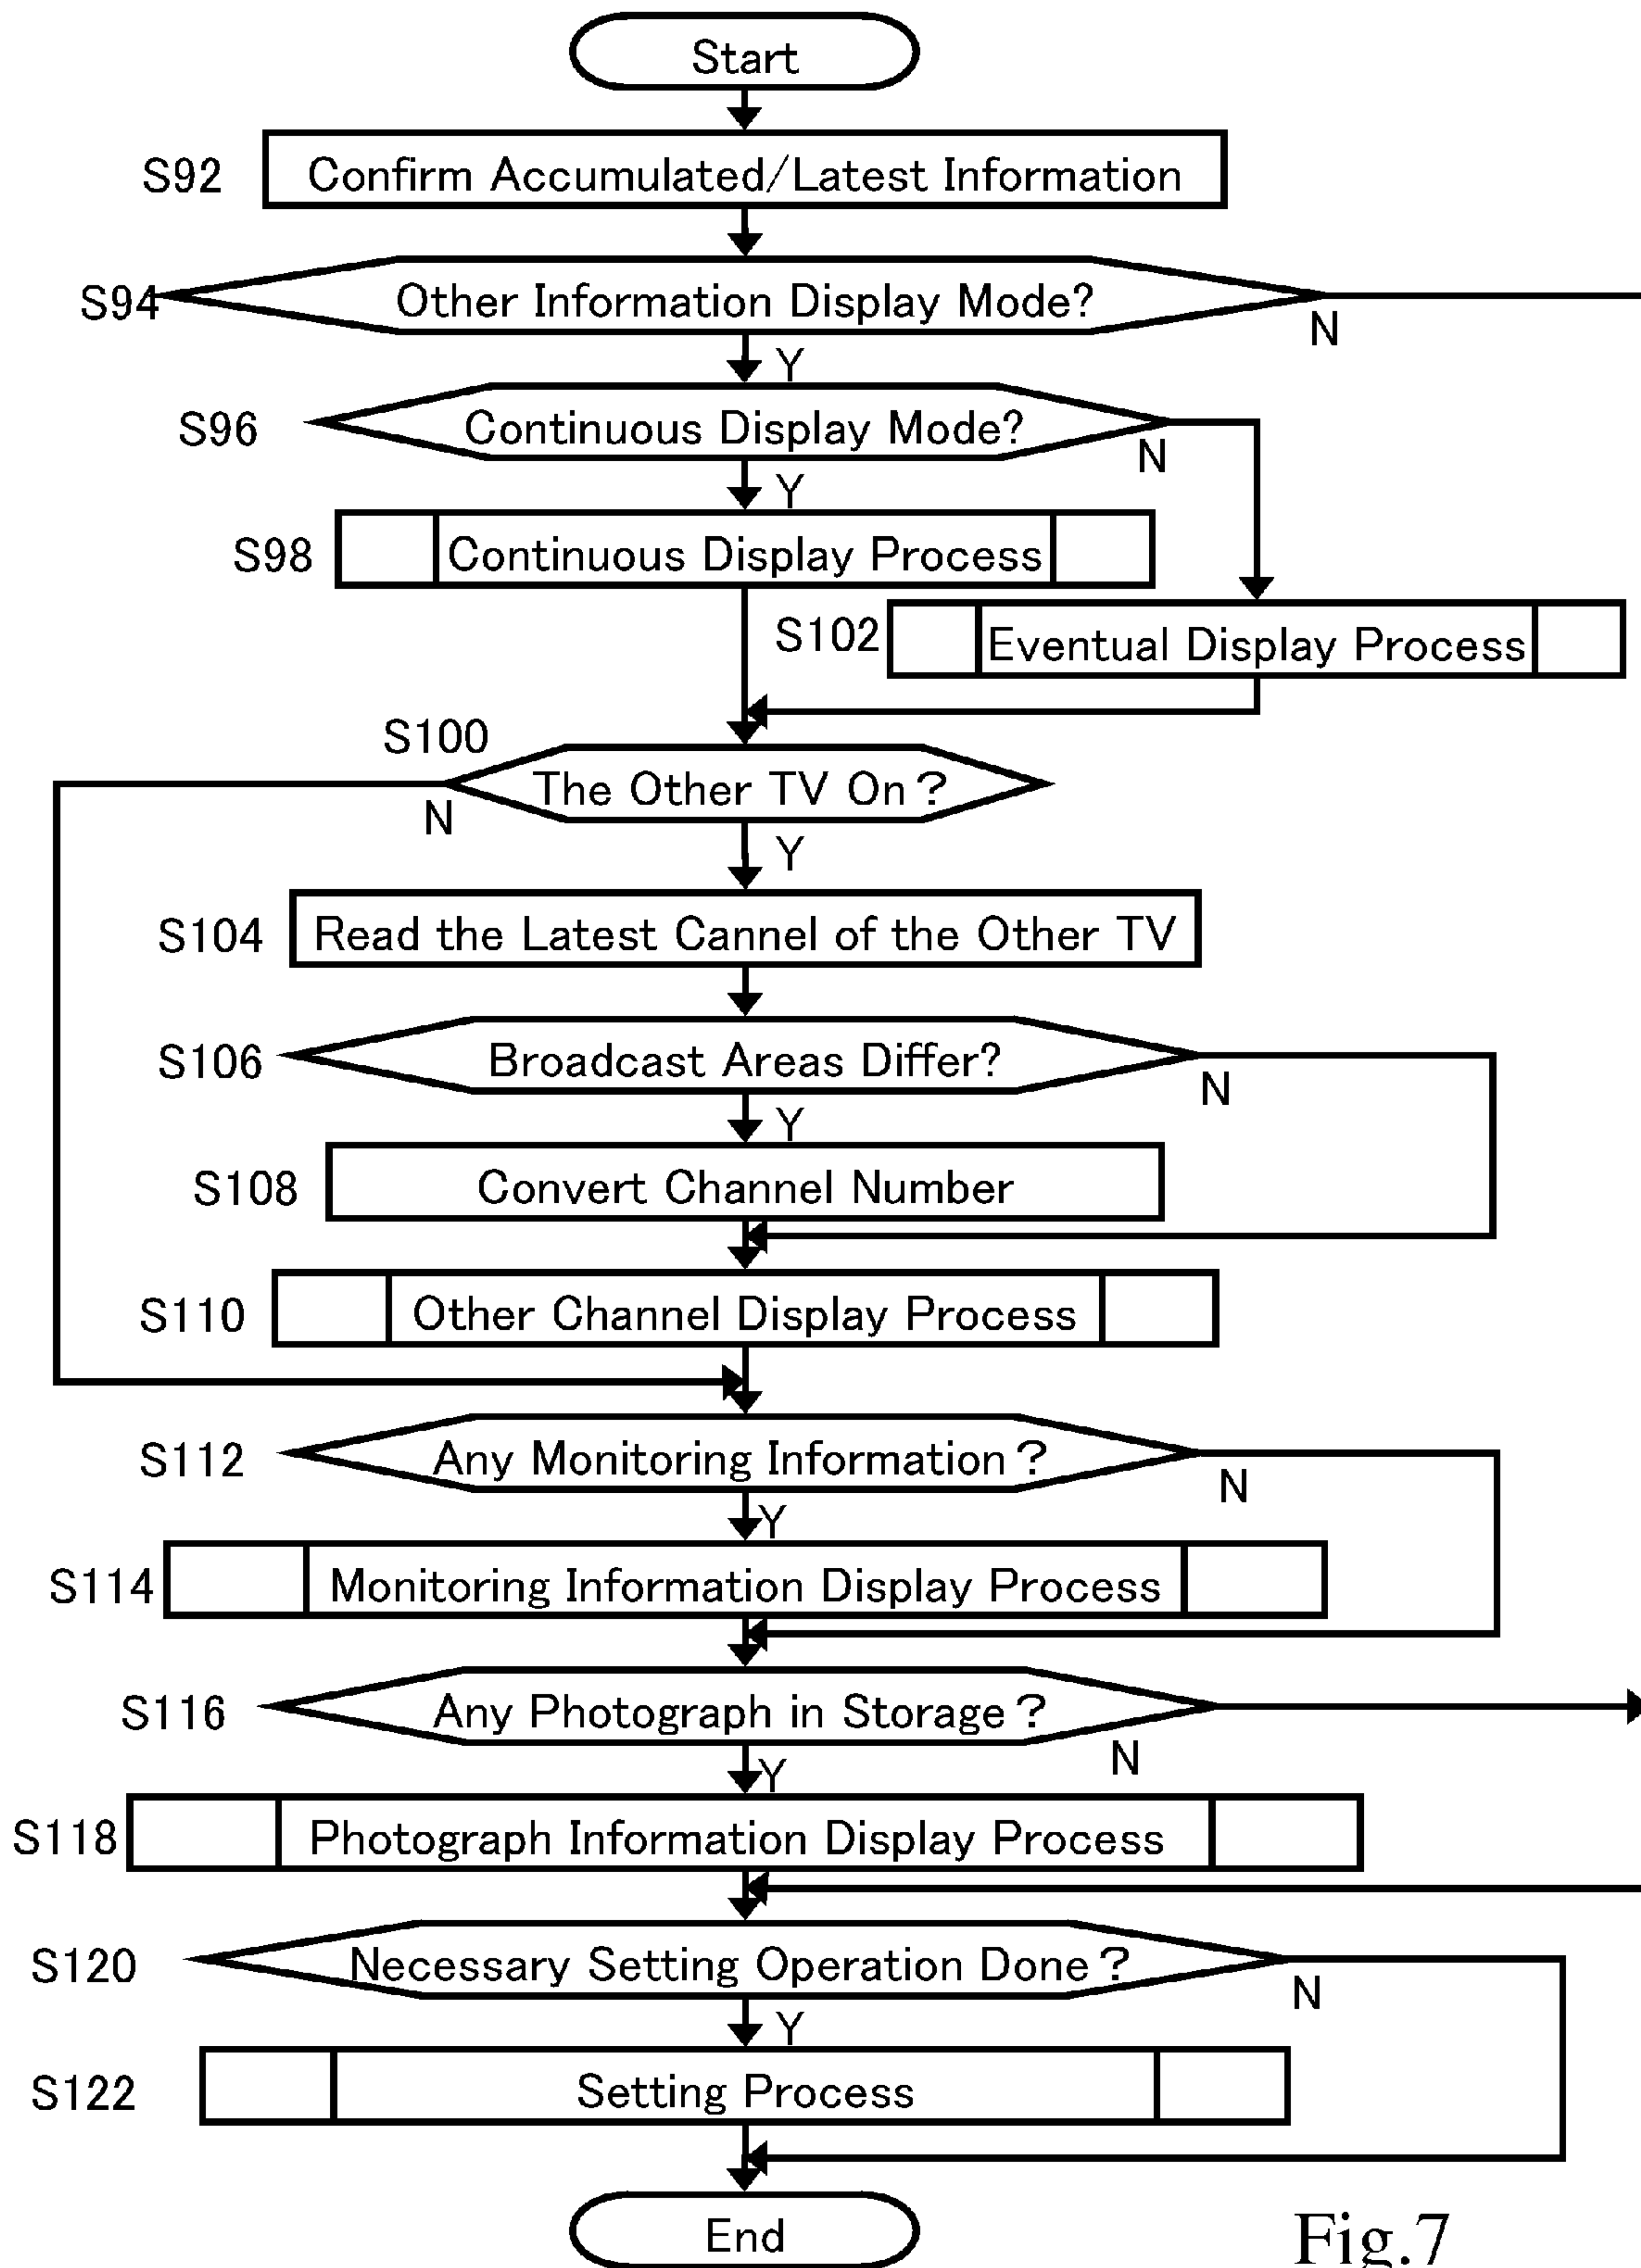 Start
S92 Confirm Accumulated/Latest Information
S94 Other Information Display Mode?
N
Y
S96 Continuous Display Mode?
N
Y
S98 Continuous Display Process
S102 Eventual Display Process
S100
The Other TV On?
N
Y
S104 Read the Latest Cannel of the Other TV
S106 Broadcast Areas Differ?
N
Y
S108 Convert Channel Number
S110 Other Channel Display Process
S112 Any Monitoring Information?
N
Y
S114 Monitoring Information Display Process
S116 Any Photograph in Storage?
N
Y
S118 Photograph Information Display Process
S120 Necessary Setting Operation Done?
N
Y
S122 Setting Process
End
Fig.7